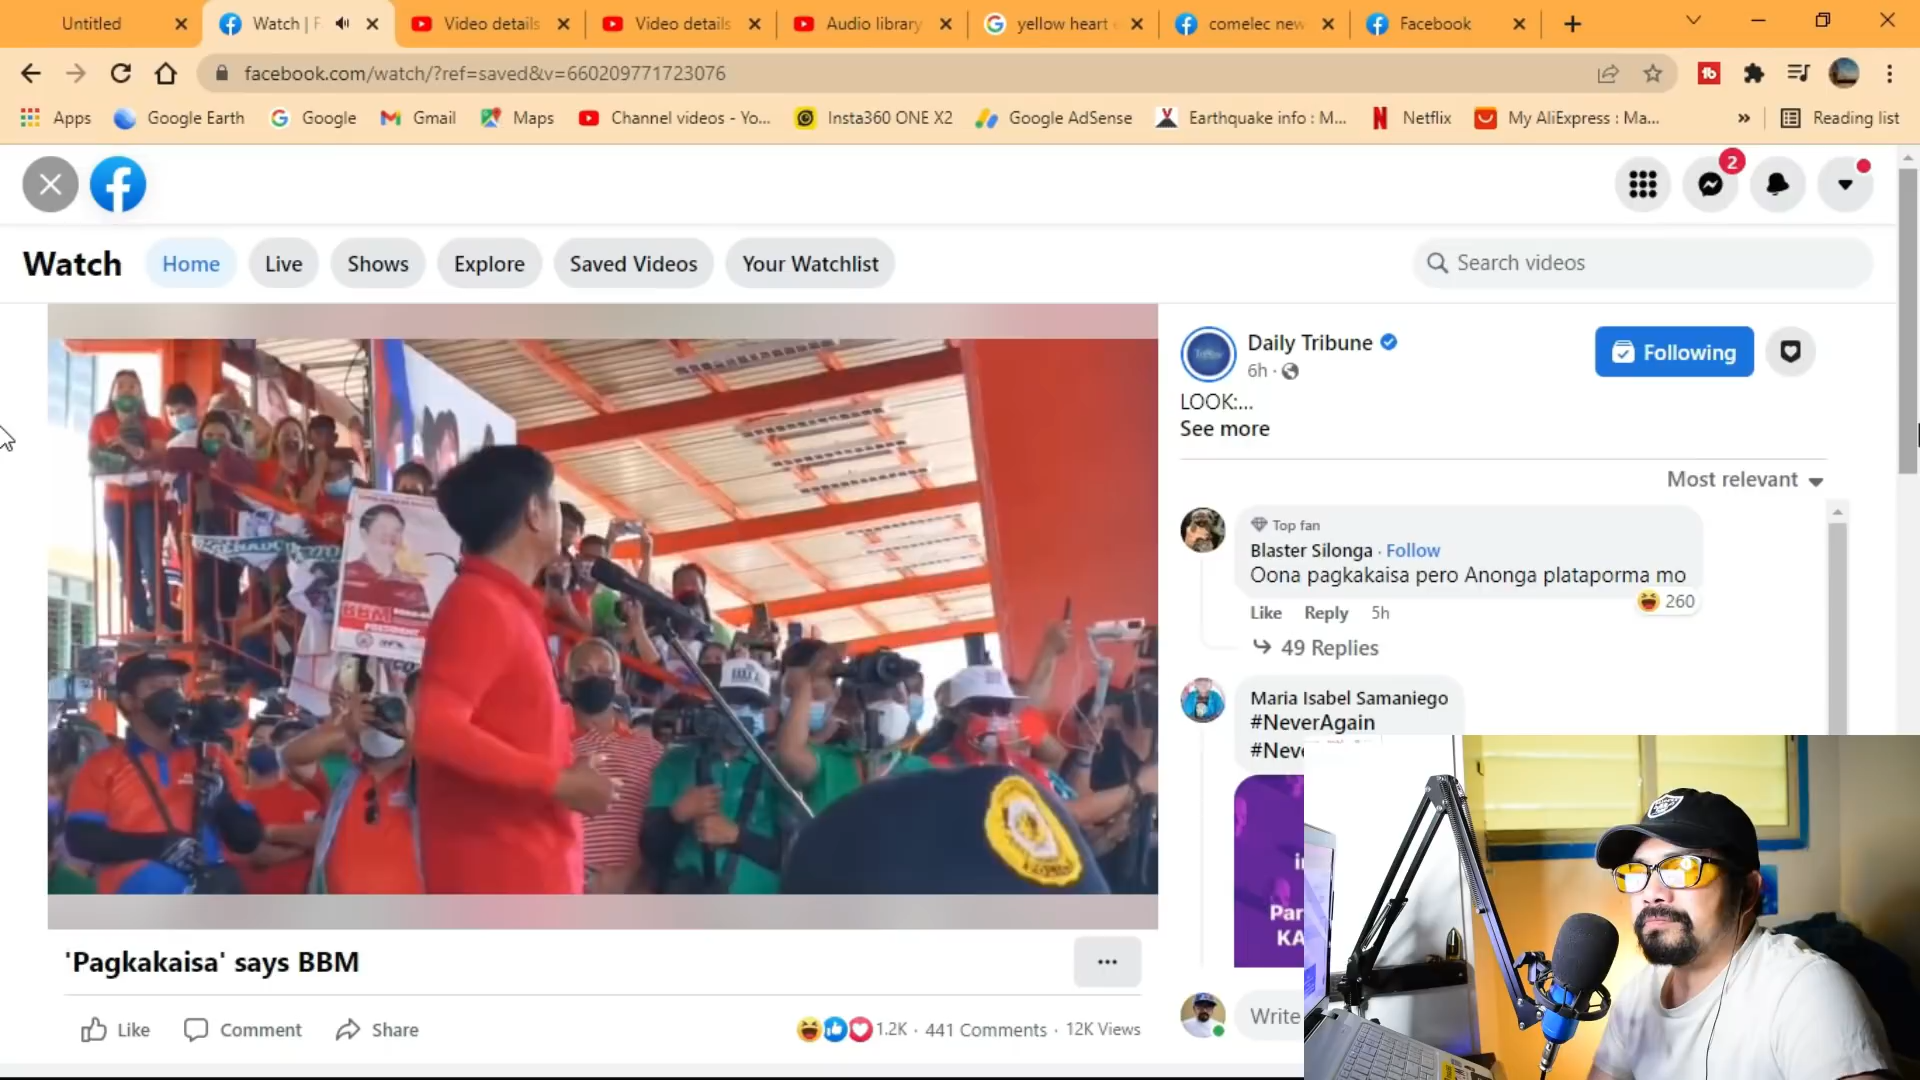 Untitled
Watch | F
Video details
Video details
Audio library
yellow heart
comelec new
Facebook
facebook.com/watch/?ref=saved&v=660209771723076
Apps
Google Earth
Google
Gmail
Maps
Channel videos - Yo...
Insta360 ONE X2
Google AdSense
Earthquake info : M...
Netflix
My AliExpress : Ma...
»
Reading list
2
Watch
Home
Live
Shows
Explore
Saved Videos
Your Watchlist
Search videos
Daily Tribune
6h ·
Following
LOOK:...
See more
Most relevant
Top fan
Blaster Silonga · Follow
Oona pagkakaisa pero Anonga plataporma mo
260
Like Reply 5h
49 Replies
Maria Isabel Samaniego
#NeverAgain
#Neve
Par
KA
BBM
PRESIDENT
'Pagkakaisa' says BBM
...
Like
Comment
Share
1.2K · 441 Comments · 12K Views
Write